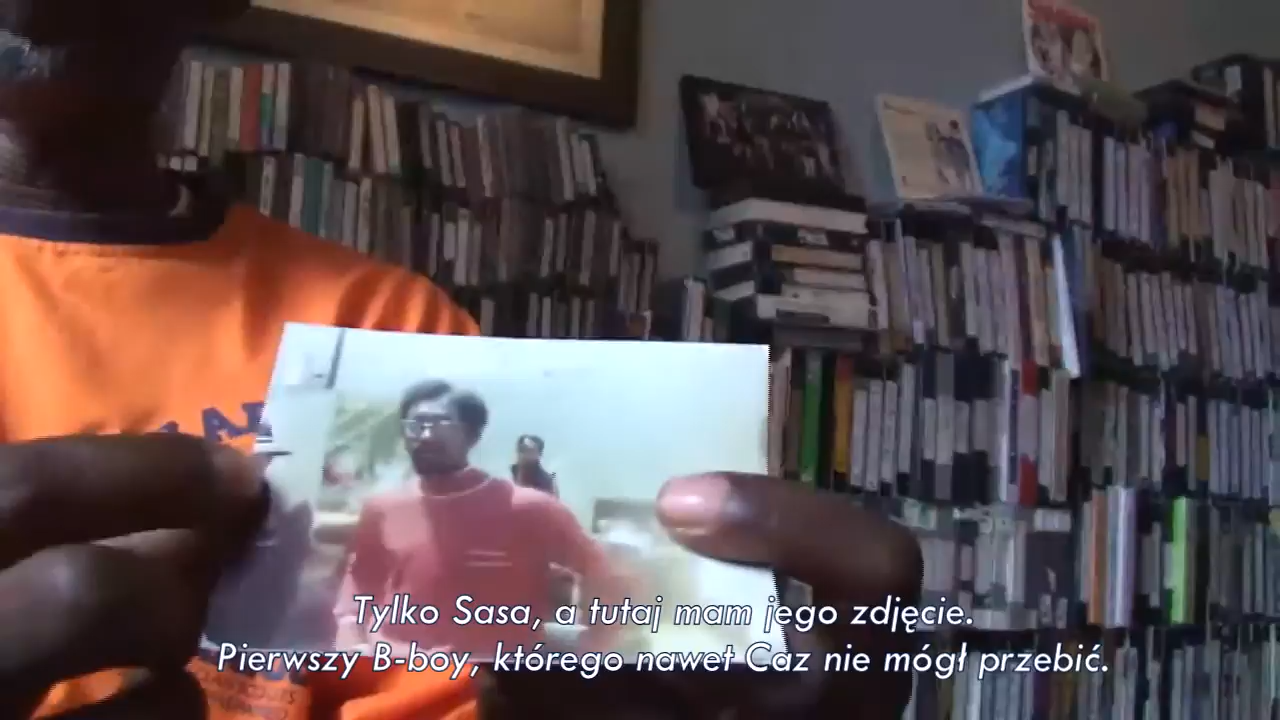 Tylko Sasa, a tutaj mam jego zdjęcie.
Pierwszy B-boy, którego nawet Caz nie mógł przebić.